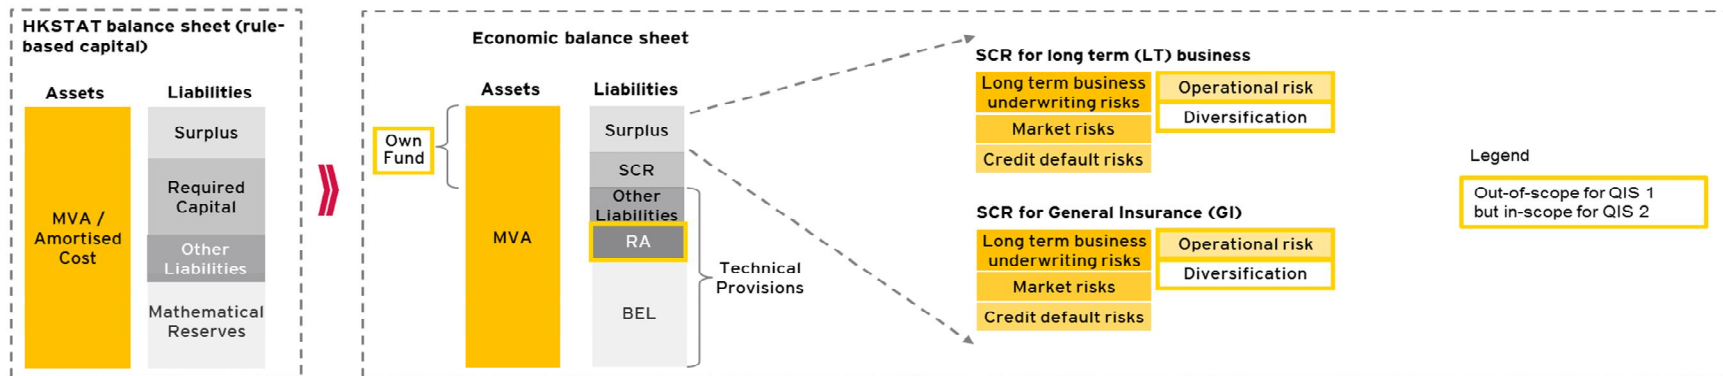 HKSTAT balance sheet (rule-
based capital)
Assets
Liabilities
MVA /
Amortised
Cost
Surplus
Required
Capital
Other
Liabilities
Mathematical
Reserves
Economic balance sheet
Own
Fund
Assets
Liabilities
MVA
Surplus
SCR
Other
Liabilities
RA
BEL
Technical
Provisions
SCR for long term (LT) business
Long term business
underwriting risks
Market risks
Credit default risks
Operational risk
Diversification
SCR for General Insurance (GI)
Long term business
underwriting risks
Market risks
Credit default risks
Operational risk
Diversification
Legend
Out-of-scope for QIS 1
but in-scope for QIS 2